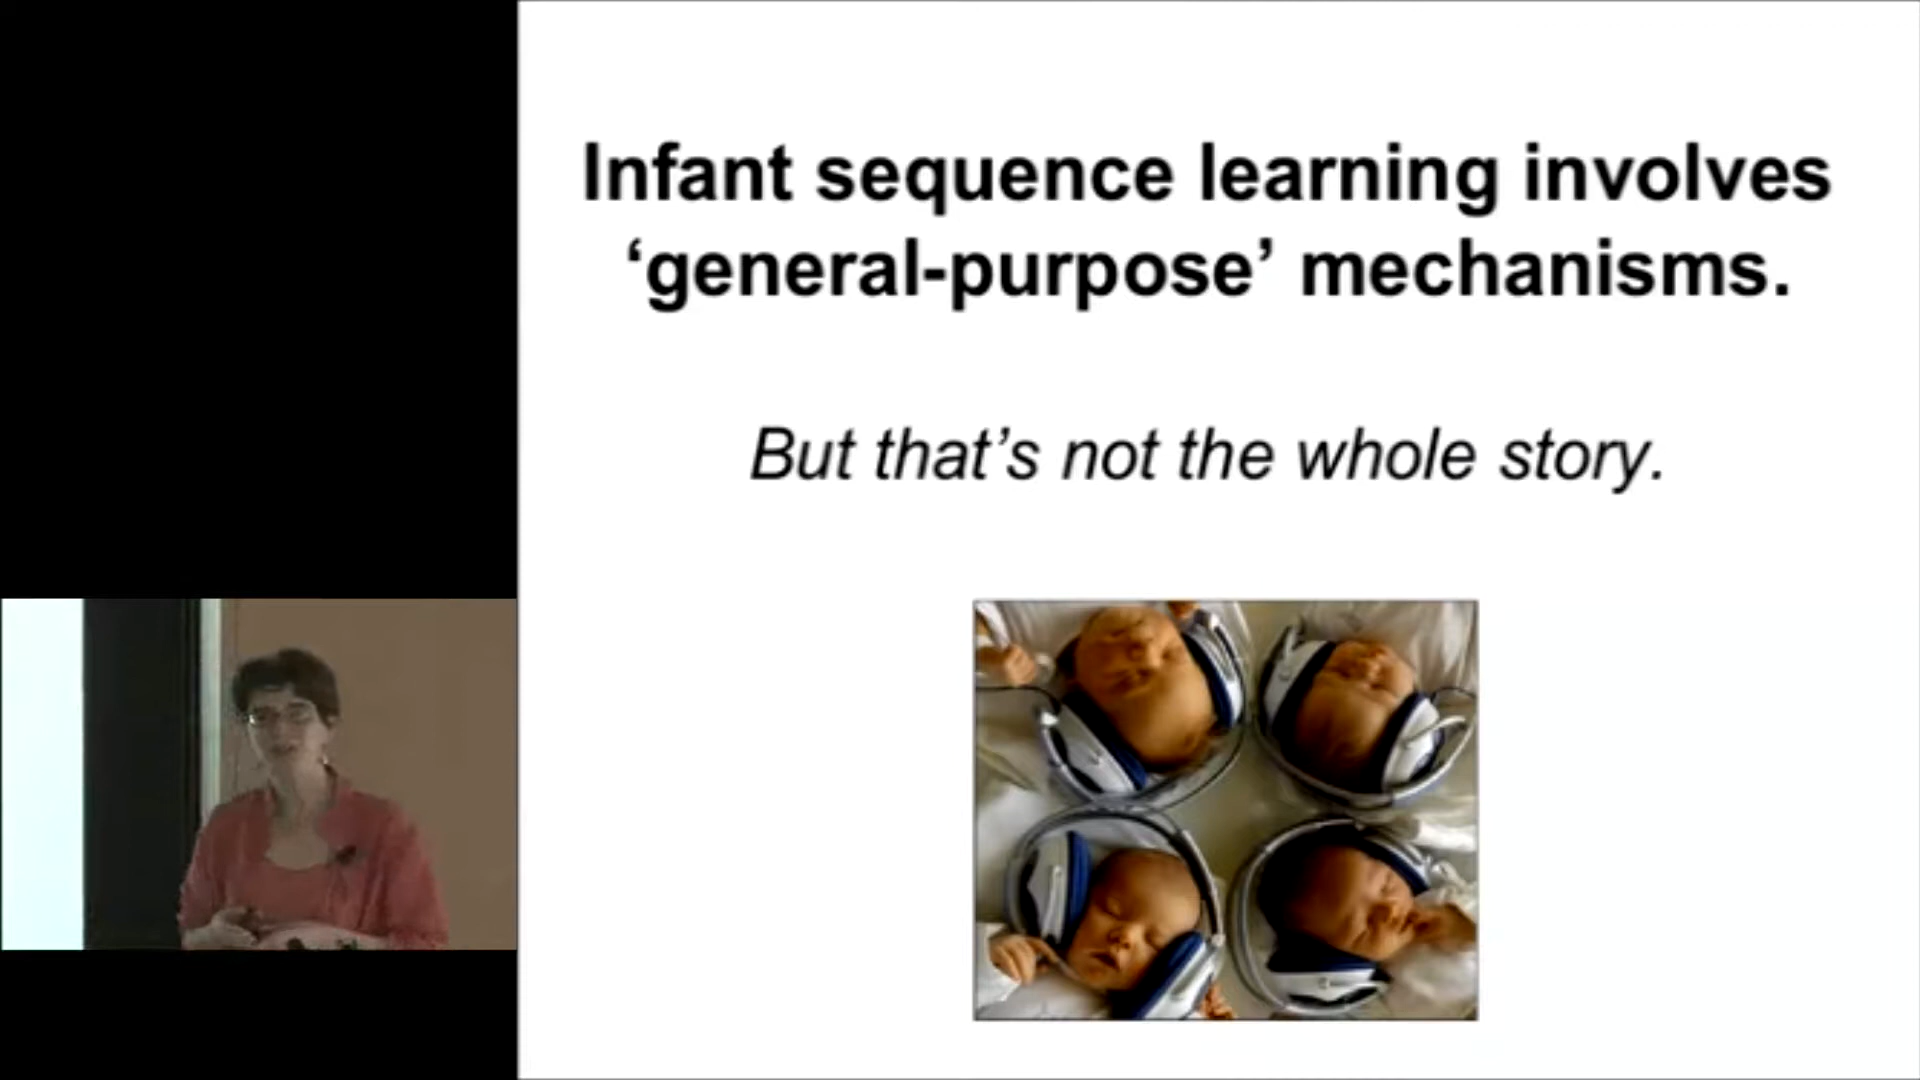 Infant sequence learning involves
‘general-purpose’ mechanisms.
But that’s not the whole story.